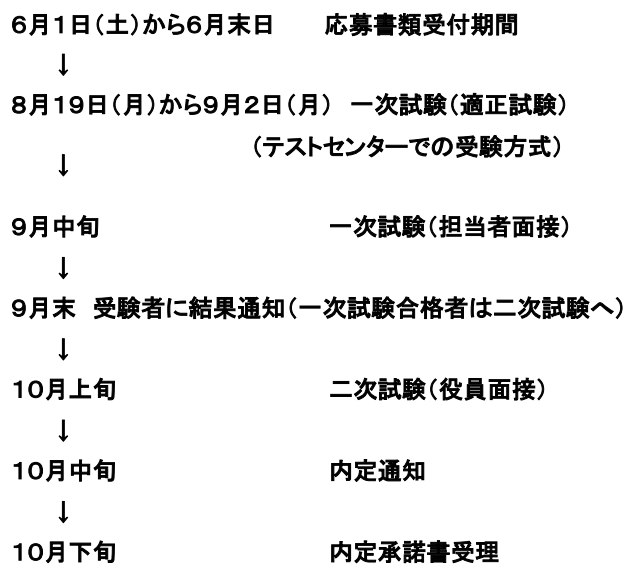 ６月１日（土）から６月末日　　応募書類受付期間
↓
８月１９日（月）から９月２日（月）　一次試験（適正試験）
（テストセンターでの受験方式）
↓
９月中旬　　　　　　　　　　　一次試験（担当者面接）
↓
９月末　受験者に結果通知（一次試験合格者は二次試験へ）
↓
１０月上旬　　　　　　　　　　二次試験（役員面接）
↓
１０月中旬　　　　　　　　　　内定通知
↓
１０月下旬　　　　　　　　　　内定承諾書受理